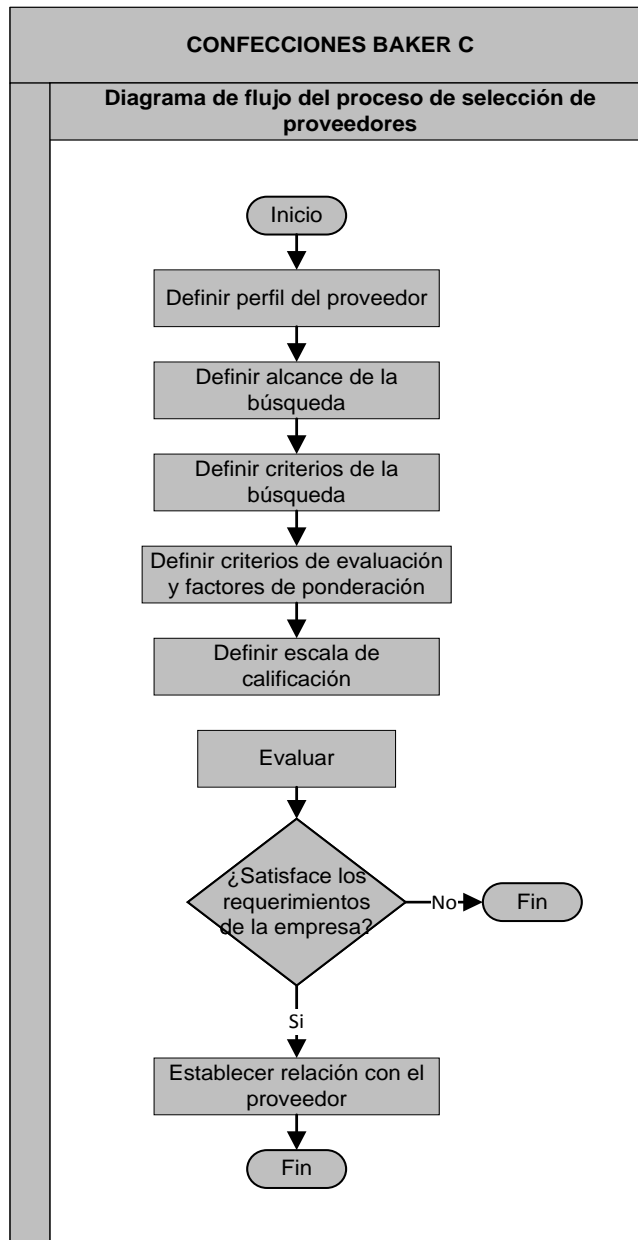 CONFECCIONES BAKER C
Diagrama de flujo del proceso de selección de
proveedores
Inicio
Definir perfil del proveedor
Definir alcance de la
búsqueda
Definir criterios de la
búsqueda
Definir criterios de evaluación
y factores de ponderación
Definir escala de
calificación
Evaluar
¿Satisface los
requerimientos
de la empresa?
No
Fin
Si
Establecer relación con el
proveedor
Fin